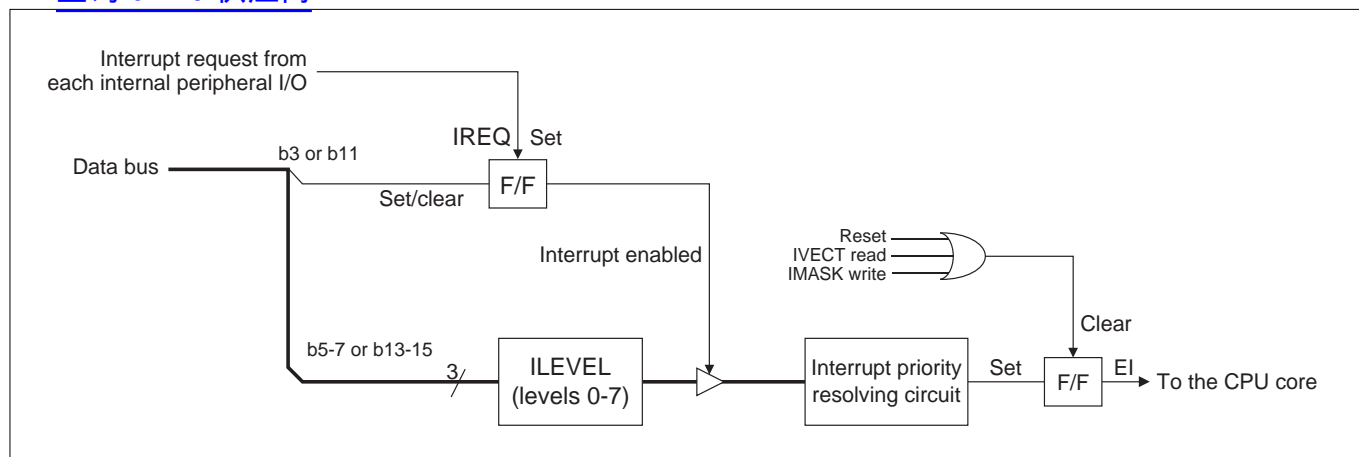 Interrupt request from
each internal peripheral I/O
IREQ Set
Data bus
b3 or b11
F/F
Set/clear
Interrupt enabled
Reset
IVECT read
IMASK write
Clear
b5-7 or b13-15
3
ILEVEL
(levels 0-7)
Interrupt priority
resolving circuit
Set
F/F
EI
To the CPU core